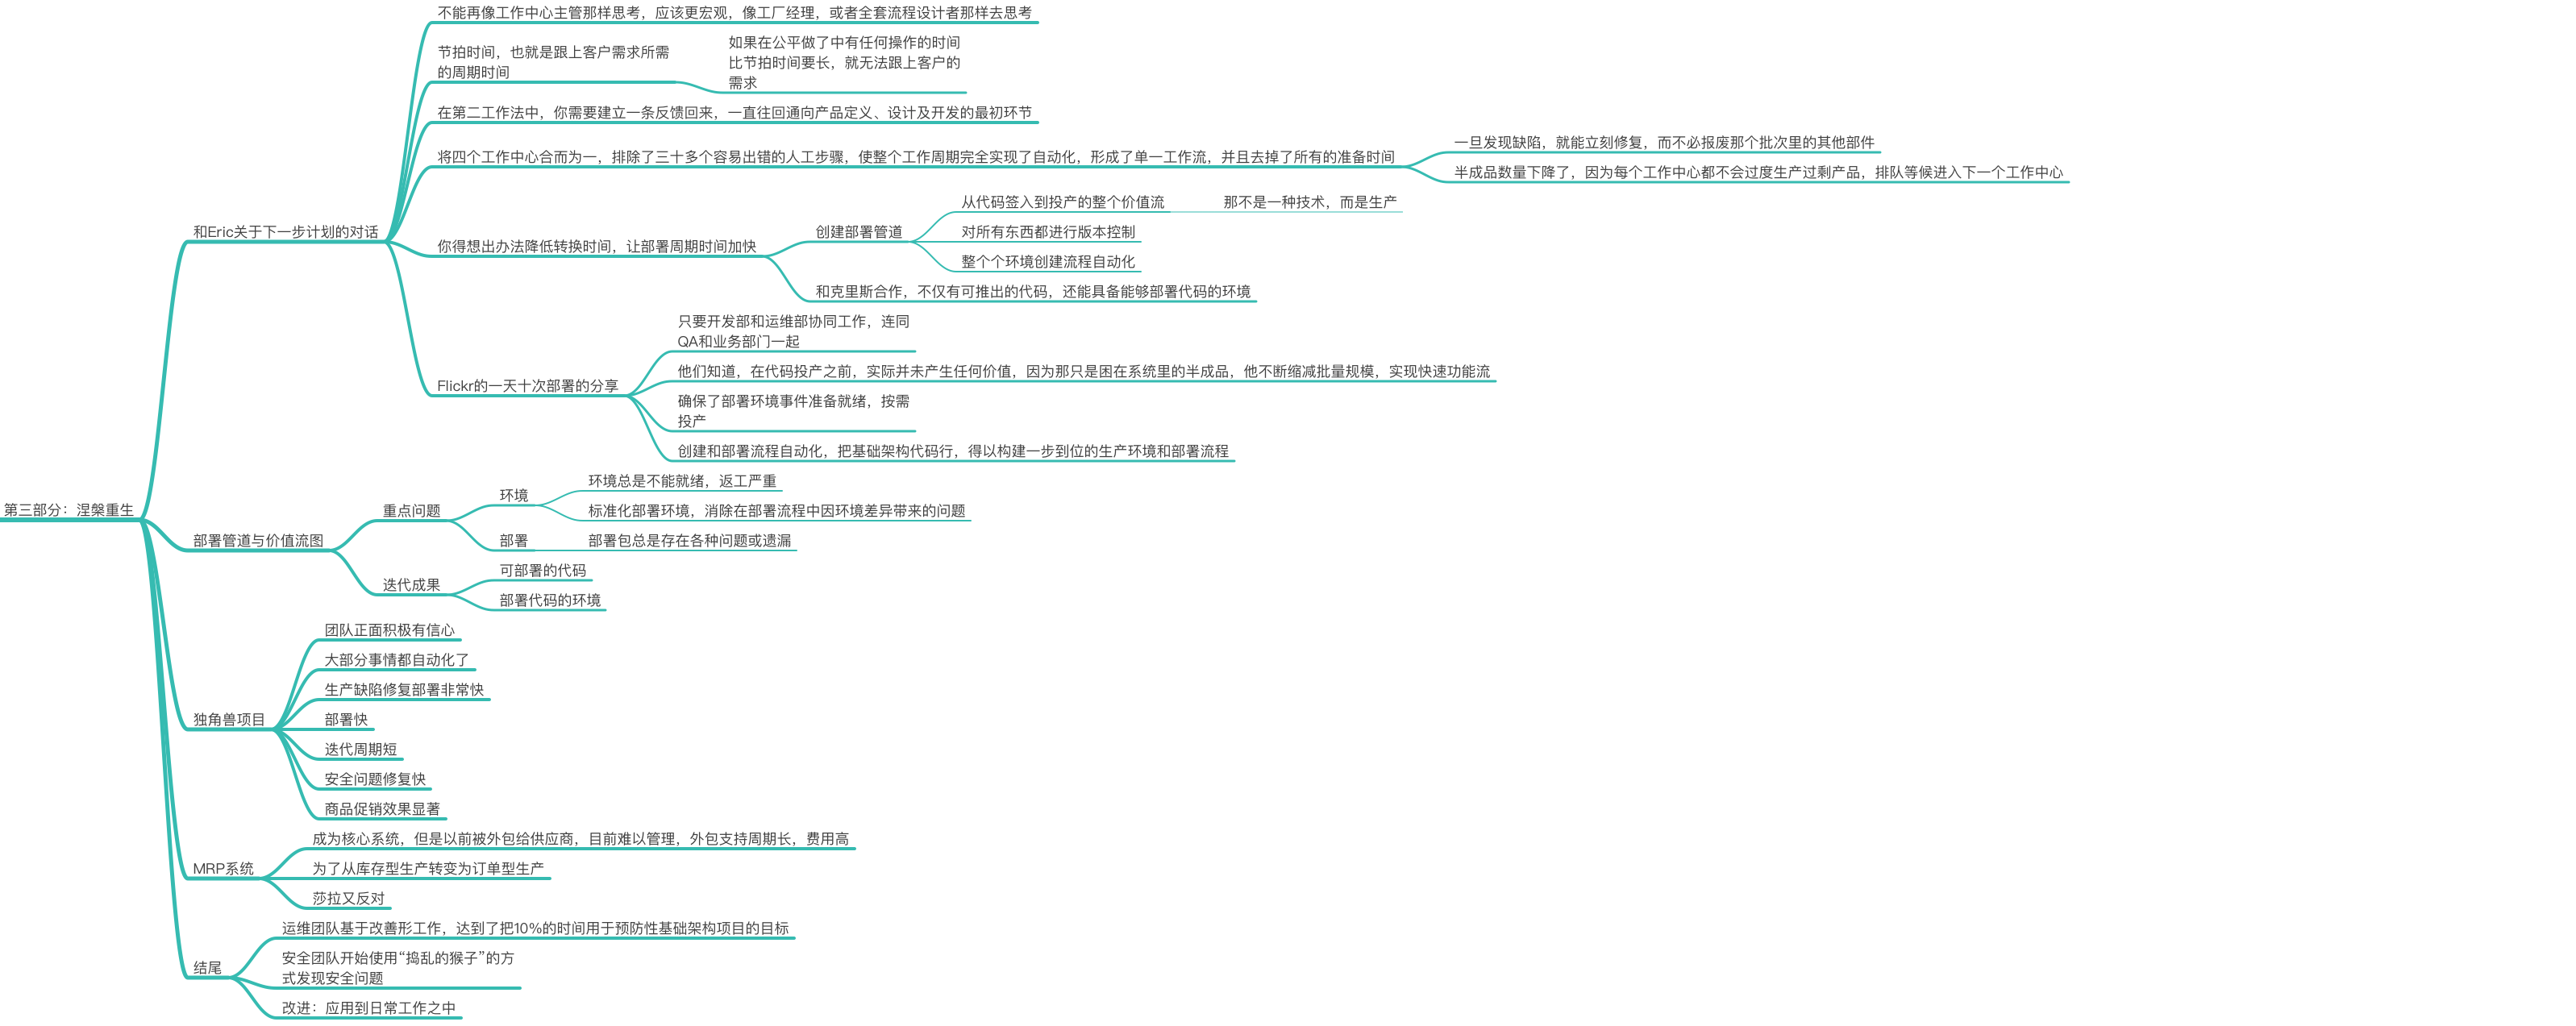 不能再像工作中心主管那样思考，应该更宏观，像工厂经理，或者全套流程设计者那样去思考
节拍时间，也就是跟上客户需求所需
的周期时间
如果在公平做了中有任何操作的时间
比节拍时间要长，就无法跟上客户的
需求
在第二工作法中，你需要建立一条反馈回来，一直往回通向产品定义、设计及开发的最初环节
将四个工作中心合而为一，排除了三十多个容易出错的人工步骤，使整个工作周期完全实现了自动化，形成了单一工作流，并且去掉了所有的准备时间
一旦发现缺陷，就能立刻修复，而不必报废那个批次里的其他部件
半成品数量下降了，因为每个工作中心都不会过度生产过剩产品，排队等候进入下一个工作中心
和Eric关于下一步计划的对话
你得想出办法降低转换时间，让部署周期时间加快
创建部署管道
从代码签入到投产的整个价值流
那不是一种技术，而是生产
对所有东西都进行版本控制
整个个环境创建流程自动化
和克里斯合作，不仅有可推出的代码，还能具备能够部署代码的环境
Flickr的一天十次部署的分享
只要开发部和运维部协同工作，连同
QA和业务部门一起
他们知道，在代码投产之前，实际并未产生任何价值，因为那只是困在系统里的半成品，他不断缩减批量规模，实现快速功能流
确保了部署环境事件准备就绪，按需
投产
创建和部署流程自动化，把基础架构代码行，得以构建一步到位的生产环境和部署流程
第三部分：涅槃重生
部署管道与价值流图
重点问题
环境
环境总是不能就绪，返工严重
标准化部署环境，消除在部署流程中因环境差异带来的问题
部署
部署包总是存在各种问题或遗漏
迭代成果
可部署的代码
部署代码的环境
独角兽项目
团队正面积极有信心
大部分事情都自动化了
生产缺陷修复部署非常快
部署快
迭代周期短
安全问题修复快
商品促销效果显著
MRP系统
成为核心系统，但是以前被外包给供应商，目前难以管理，外包支持周期长，费用高
为了从库存型生产转变为订单型生产
莎拉又反对
结尾
运维团队基于改善形工作，达到了把10%的时间用于预防性基础架构项目的目标
安全团队开始使用“捣乱的猴子”的方
式发现安全问题
改进：应用到日常工作之中